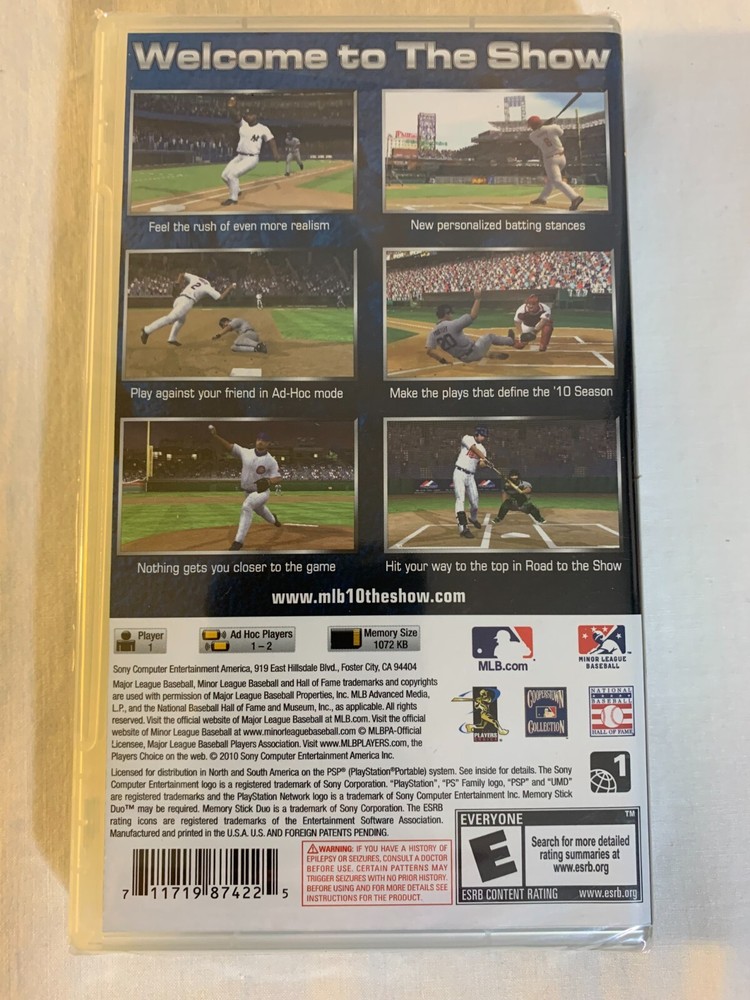 Welcome to The Show
Feel the rush of even more realism
New personalized batting stances
2
20
Play against your friend in Ad-Hoc mode
Make the plays that define the '10 Season
Nothing gets you closer to the game
Hit your way to the top in Road to the Show
www.mlb10theshow.com
Player
1
Ad Hoc Players
1 – 2
Memory Size
1072 KB
MLB.com
MINOR LEAGUE
BASEBALL
Sony Computer Entertainment America, 919 East Hillsdale Blvd., Foster City, CA 94404
Major League Baseball, Minor League Baseball and Hall of Fame trademarks and copyrights
are used with permission of Major League Baseball Properties, Inc. MLB Advanced Media,
L.P., and the National Baseball Hall of Fame and Museum, Inc., as applicable. All rights
reserved. Visit the official website of Major League Baseball at MLB.com. Visit the official
website of Minor League Baseball at www.minorleaguebaseball.com © MLBPA-Official
Licensee, Major League Baseball Players Association. Visit www.MLBPLAYERS.com, the
Players Choice on the web. © 2010 Sony Computer Entertainment America Inc.
PLAYERS
COOPERSTOWN
COLLECTION
NATIONAL
BASEBALL
HALL OF FAME
Licensed for distribution in North and South America on the PSP® (PlayStation®Portable) system. See inside for details. The Sony
Computer Entertainment logo is a registered trademark of Sony Corporation. "PlayStation", "PS" Family logo, "PSP" and "UMD"
are registered trademarks and the PlayStation Network logo is a trademark of Sony Computer Entertainment Inc. Memory Stick
Duo™ may be required. Memory Stick Duo is a trademark of Sony Corporation. The ESRB
rating icons are registered trademarks of the Entertainment Software Association.
Manufactured and printed in the U.S.A. U.S. AND FOREIGN PATENTS PENDING.
1
7 11719 87422 5
WARNING: IF YOU HAVE A HISTORY OF
EPILEPSY OR SEIZURES, CONSULT A DOCTOR
BEFORE USE. CERTAIN PATTERNS MAY
TRIGGER SEIZURES WITH NO PRIOR HISTORY.
BEFORE USING AND FOR MORE DETAILS SEE
INSTRUCTIONS FOR THE PRODUCT.
EVERYONE
TM
E
Search for more detailed
rating summaries at
www.esrb.org
ESRB CONTENT RATING www.esrb.org